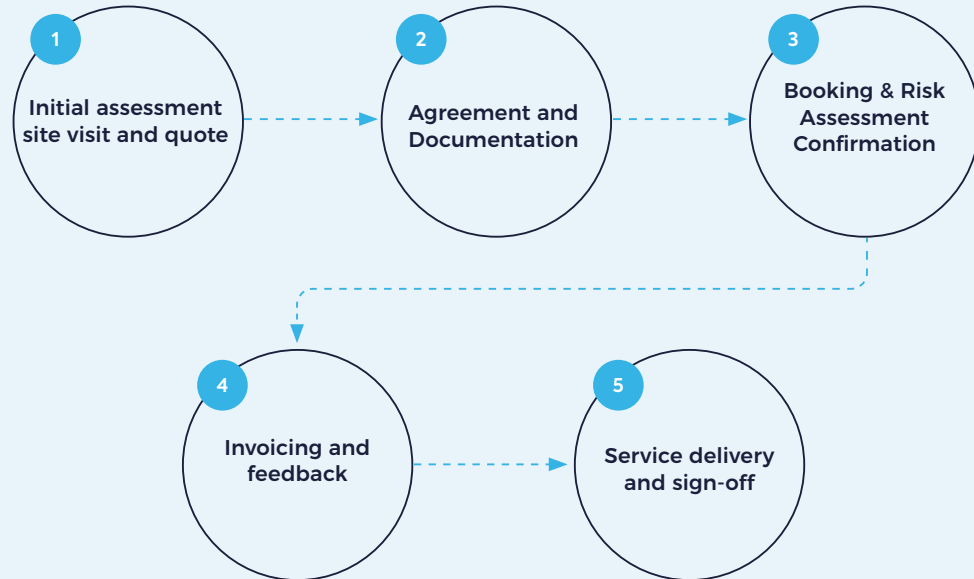 1
Initial assessment
site visit and quote
2
Agreement and
Documentation
3
Booking & Risk
Assessment
Confirmation
4
Invoicing and
feedback
5
Service delivery
and sign-off